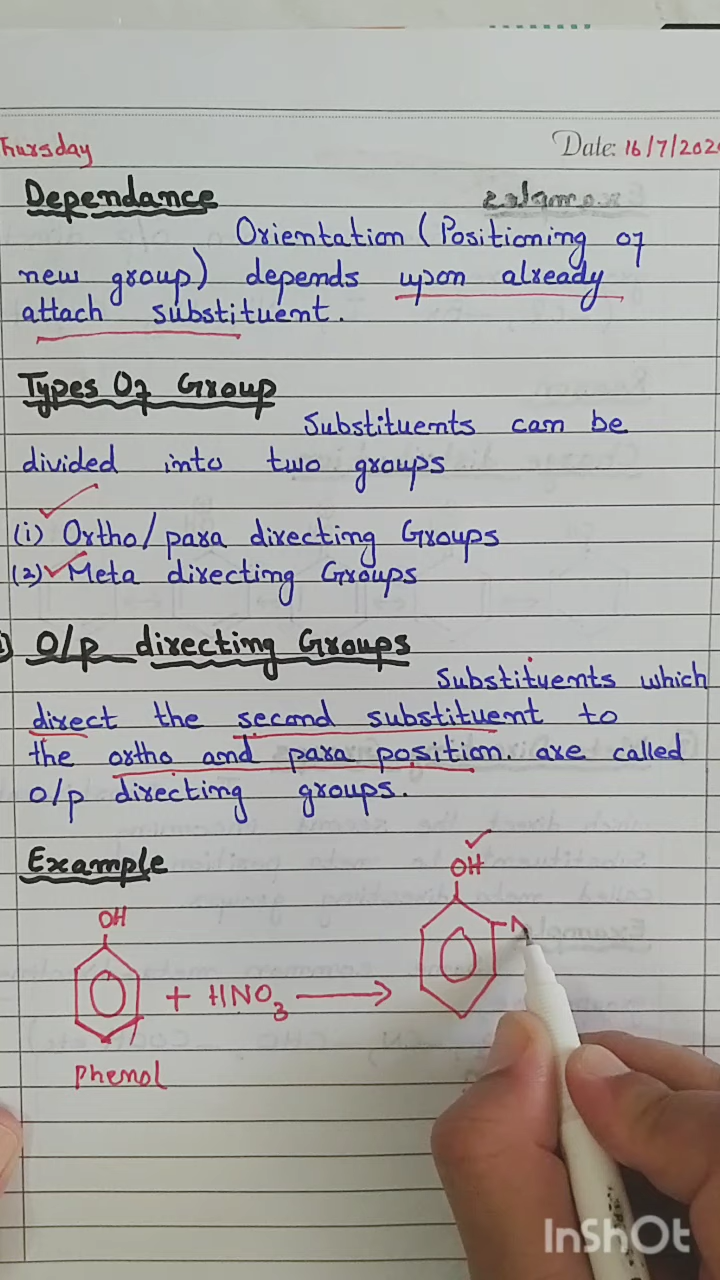 Thursday
Date: 16/7/202
Dependance
Orientation (Positioning of
new group) depends upon already
attach substituent.
Types Of Group
Substituents can be
divided into two groups
(i) Ortho/para directing Groups
(2) Meta directing Groups
O/p directing Groups
Substituents which
direct the second substituent to
the ortho and para position. are called
o/p directing groups.
Example
OH
OH
+ HNO3 →
N
Phenol
InShOt